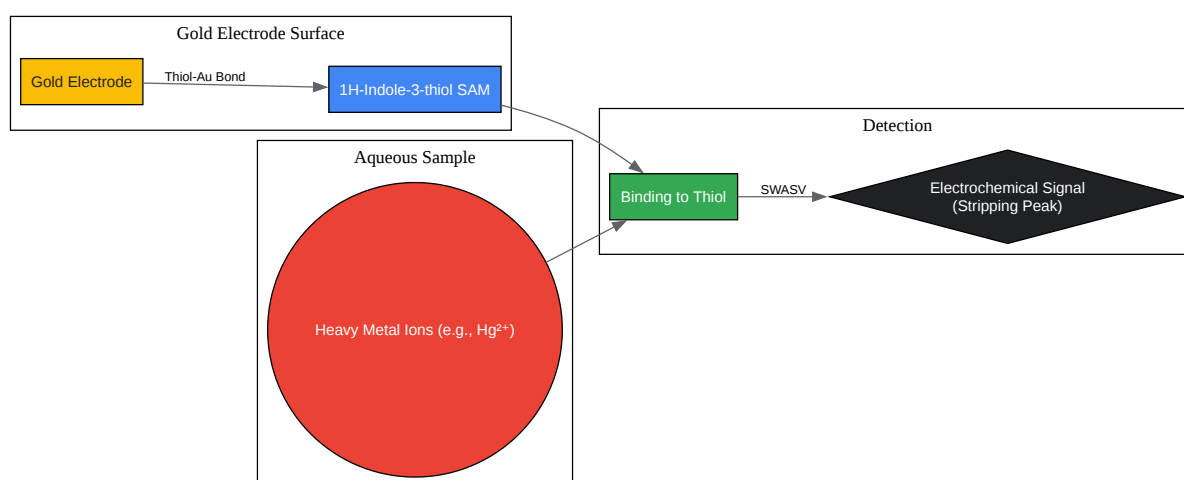 Gold Electrode Surface
Gold Electrode
Thiol-Au Bond
1H-Indole-3-thiol SAM
Aqueous Sample
Heavy Metal Ions (e.g., Hg²⁺)
Detection
Binding to Thiol
SWASV
Electrochemical Signal
(Stripping Peak)